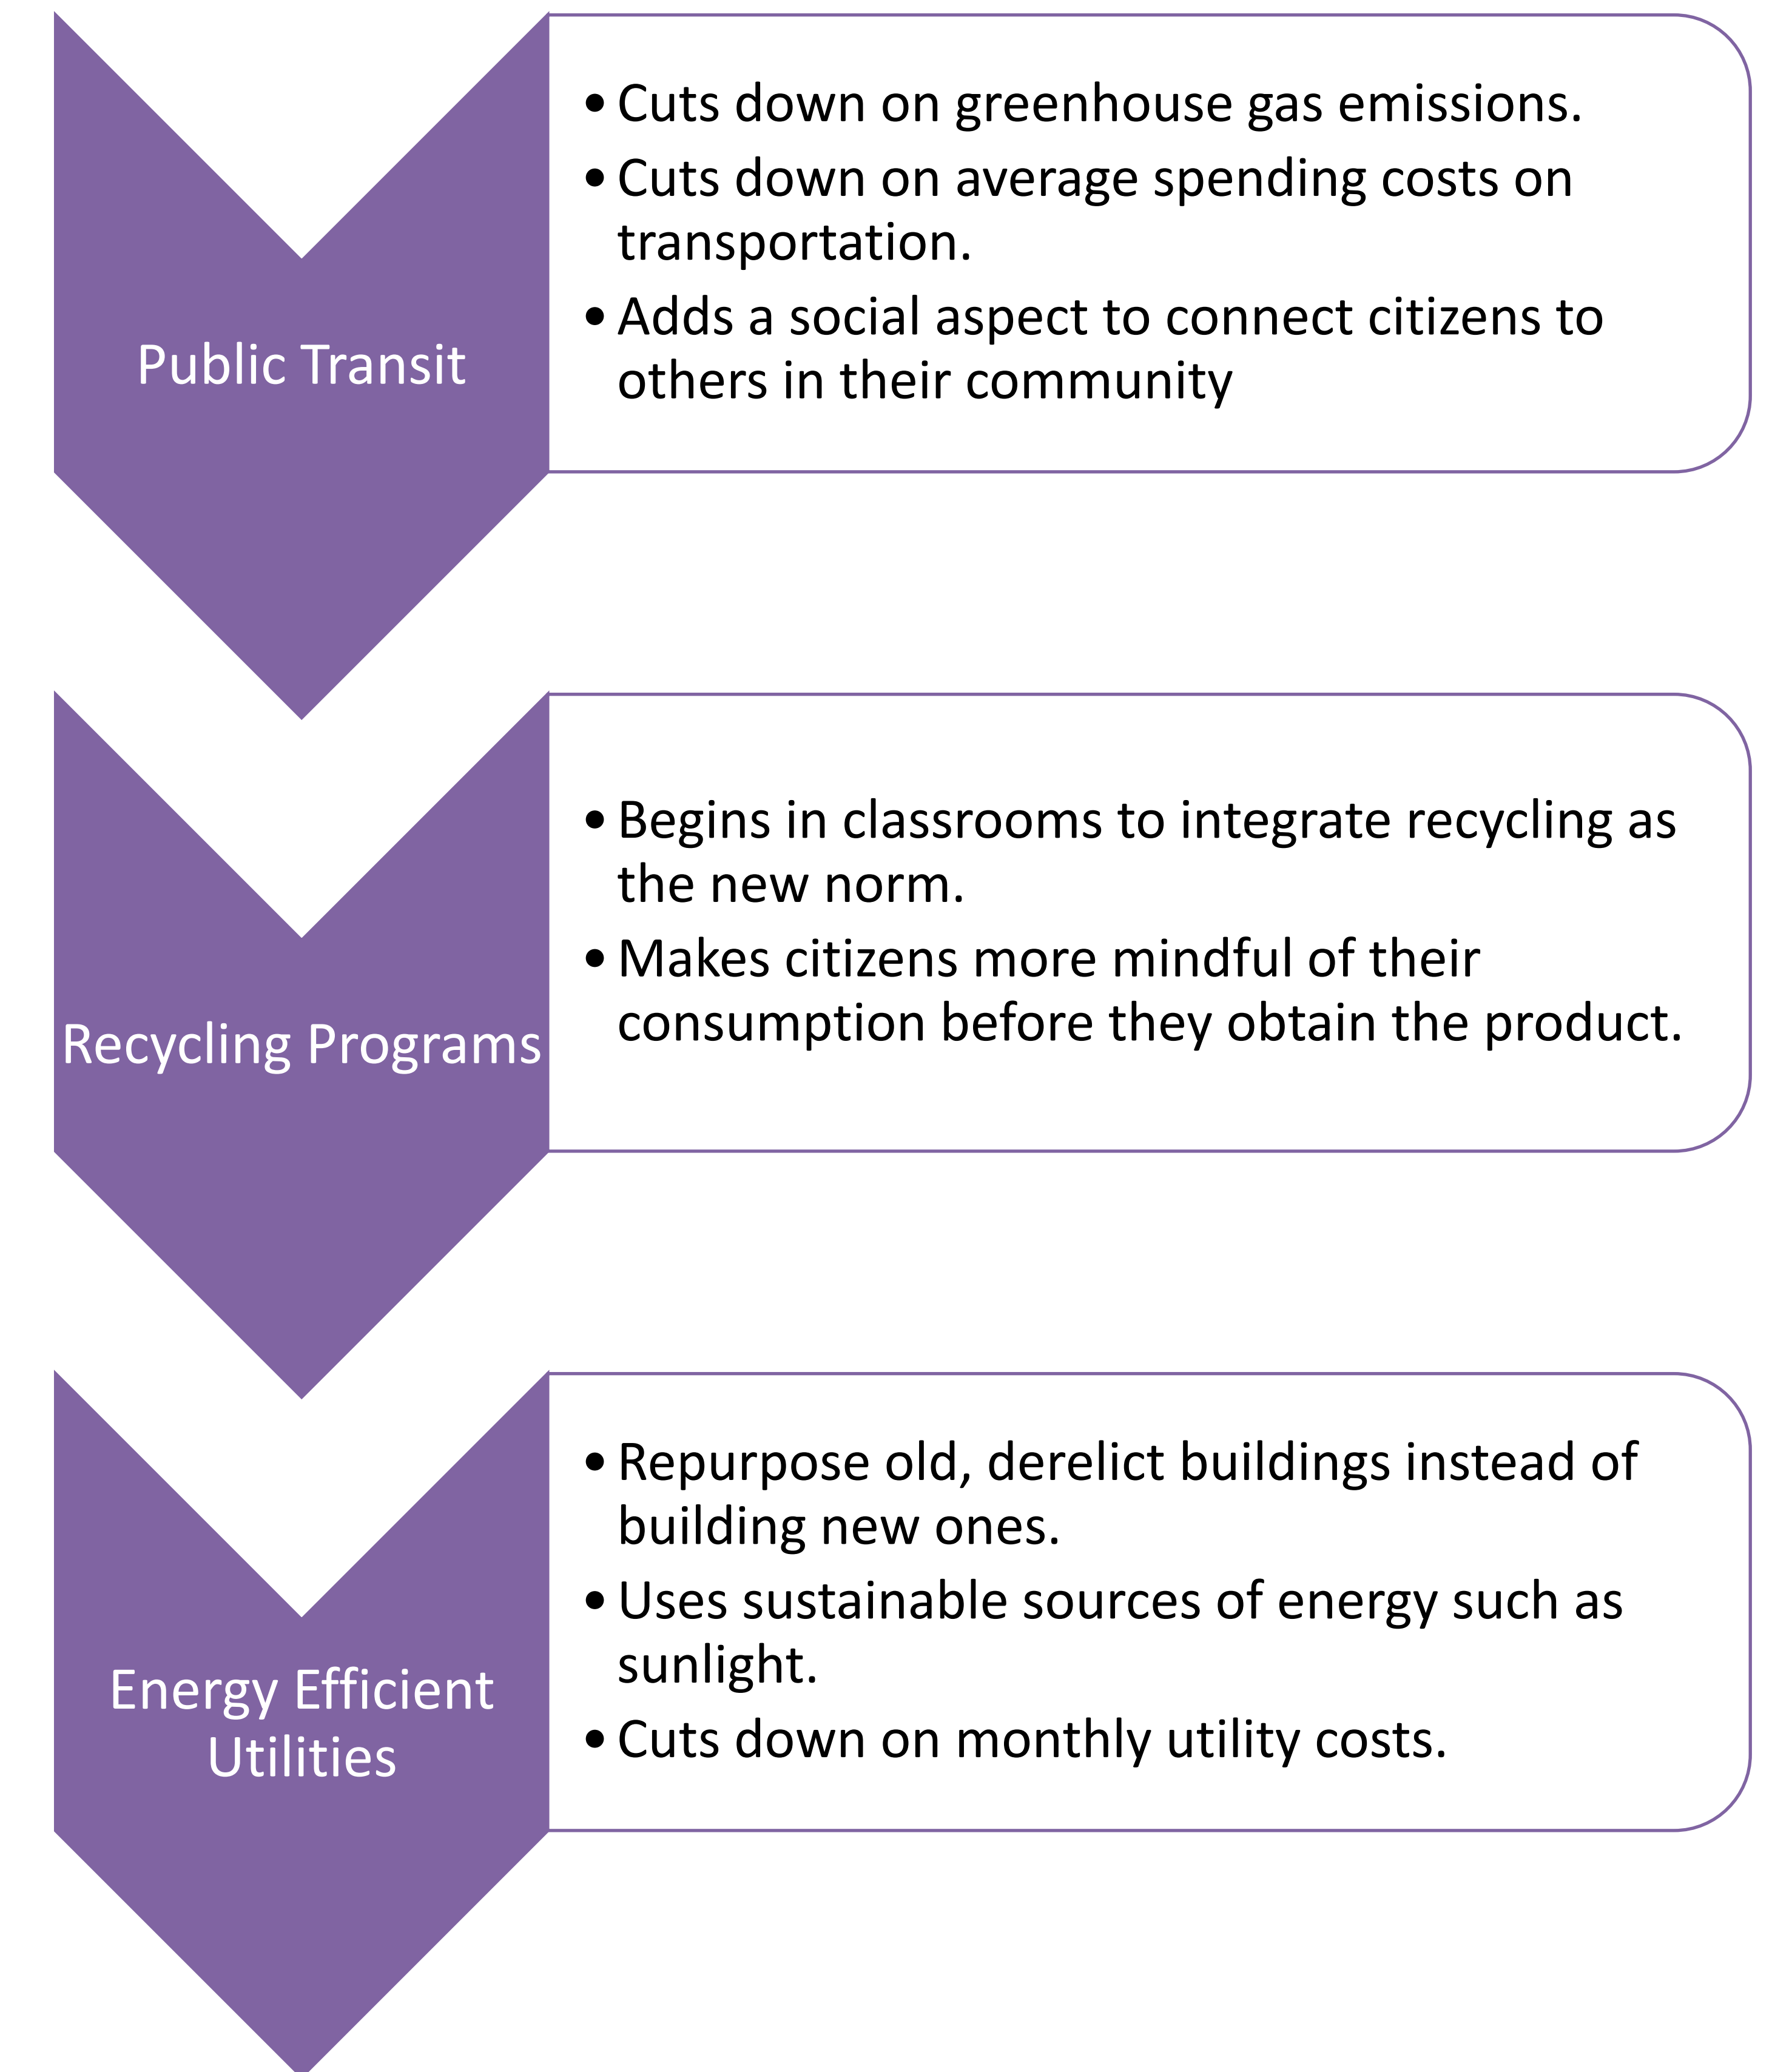 Public Transit
• Cuts down on greenhouse gas emissions.
• Cuts down on average spending costs on
transportation.
• Adds a social aspect to connect citizens to
others in their community
Recycling Programs
• Begins in classrooms to integrate recycling as
the new norm.
• Makes citizens more mindful of their
consumption before they obtain the product.
Energy Efficient
Utilities
• Repurpose old, derelict buildings instead of
building new ones.
• Uses sustainable sources of energy such as
sunlight.
• Cuts down on monthly utility costs.